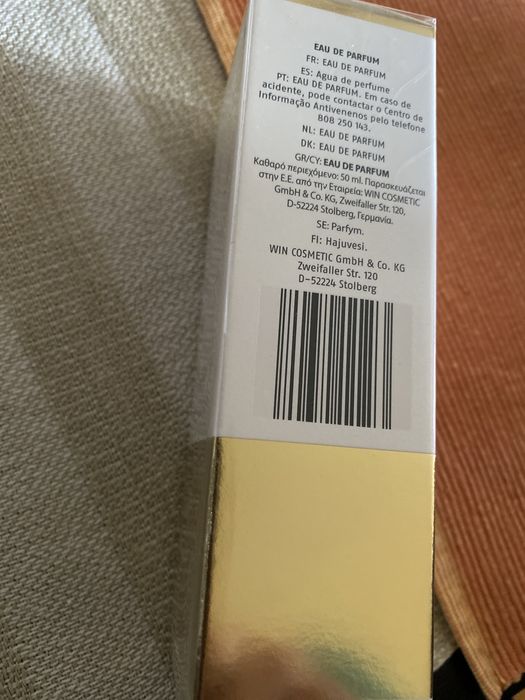 EAU DE PARFUM
FR: EAU DE PARFUM
ES: Agua de perfume
PT: EAU DE PARFUM. Em caso de
acidente, pode contactar o Centro de
Informação Antivenenos pelo telefone
808 250 143.
NL: EAU DE PARFUM
DK: EAU DE PARFUM
GR/CY: EAU DE PARFUM
Καθαρό περιεχόμενο: 50 ml. Παρασκευάζεται
στην Ε.Ε. από την Εταιρεία: WIN COSMETIC
GmbH & Co. KG, Zweifaller Str. 120,
D-52224 Stolberg, Γερμανία.
SE: Parfym.
FI: Hajuvesi.
WIN COSMETIC GmbH & Co. KG
Zweifaller Str. 120
D-52224 Stolberg